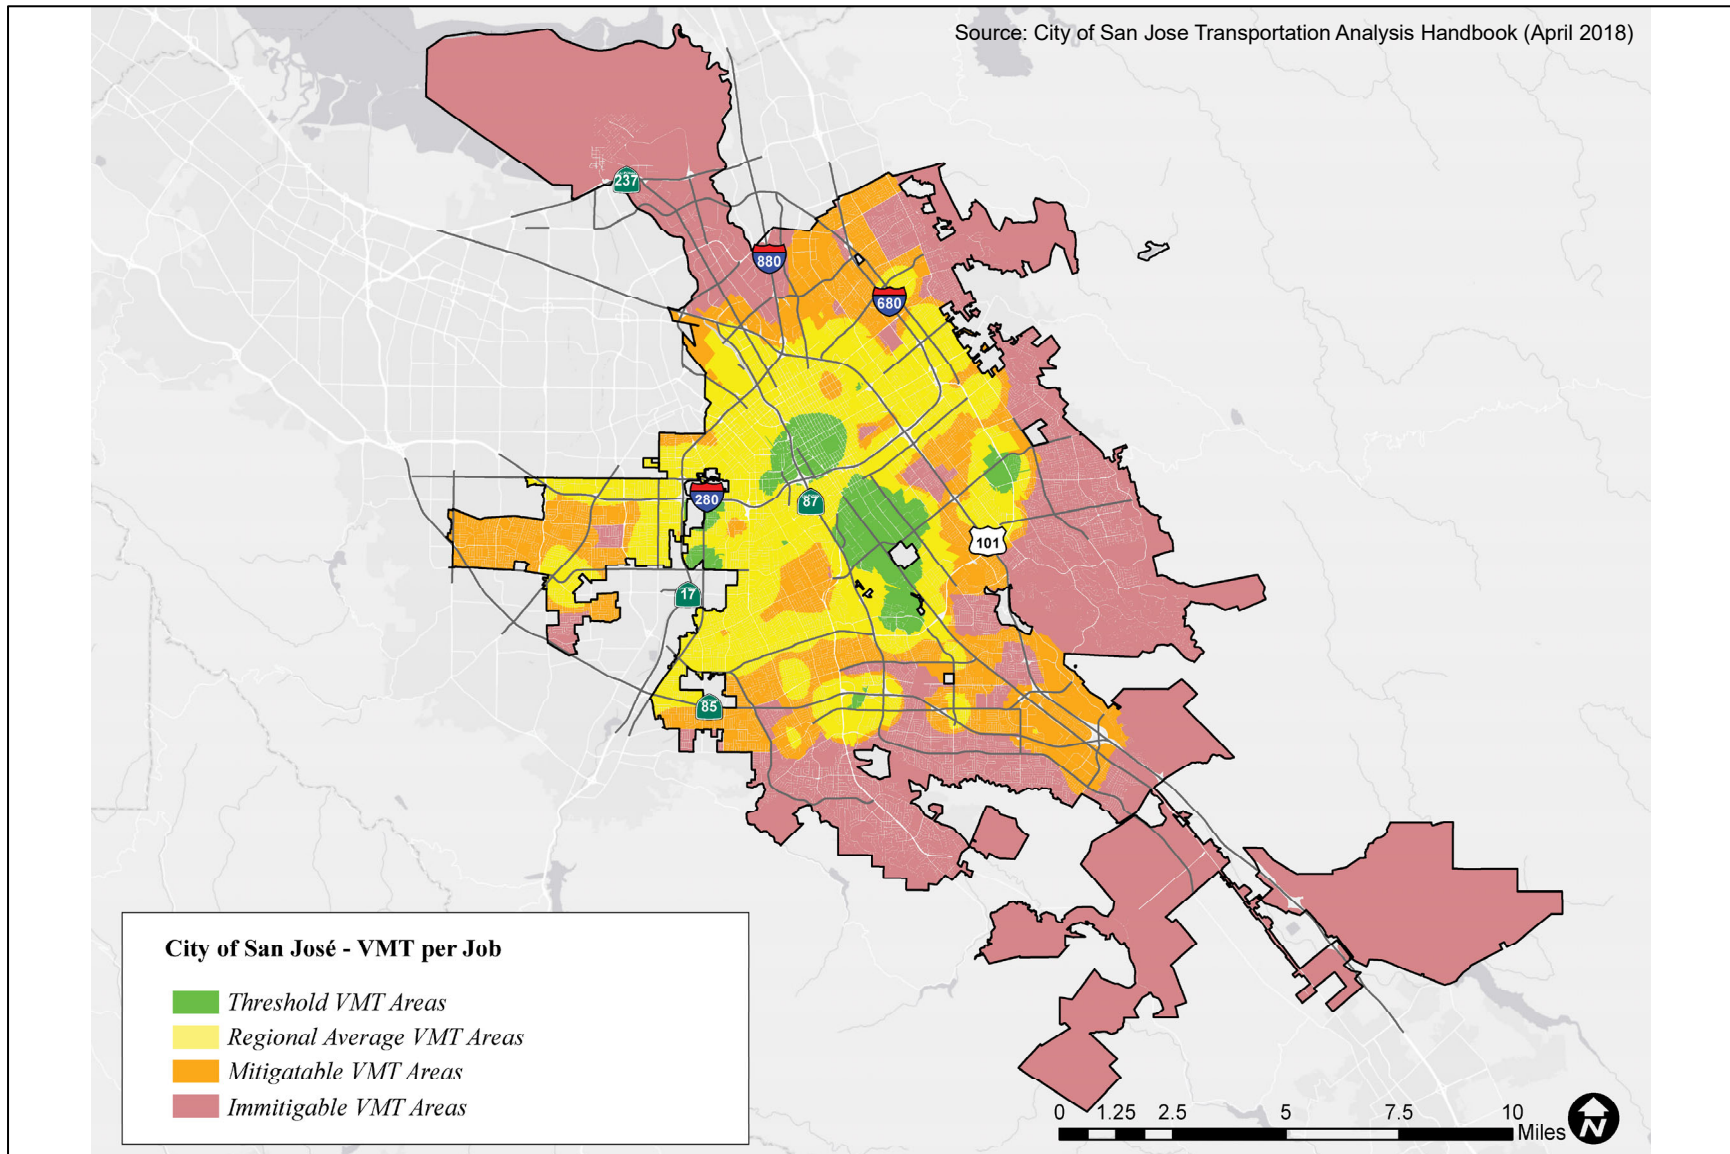 Source: City of San Jose Transportation Analysis Handbook (April 2018)
237
880
680
280
87
101
17
85
City of San José - VMT per Job
Threshold VMT Areas
Regional Average VMT Areas
Mitigatable VMT Areas
Immitigable VMT Areas
0 1.25 2.5 5 7.5 10
Miles
N